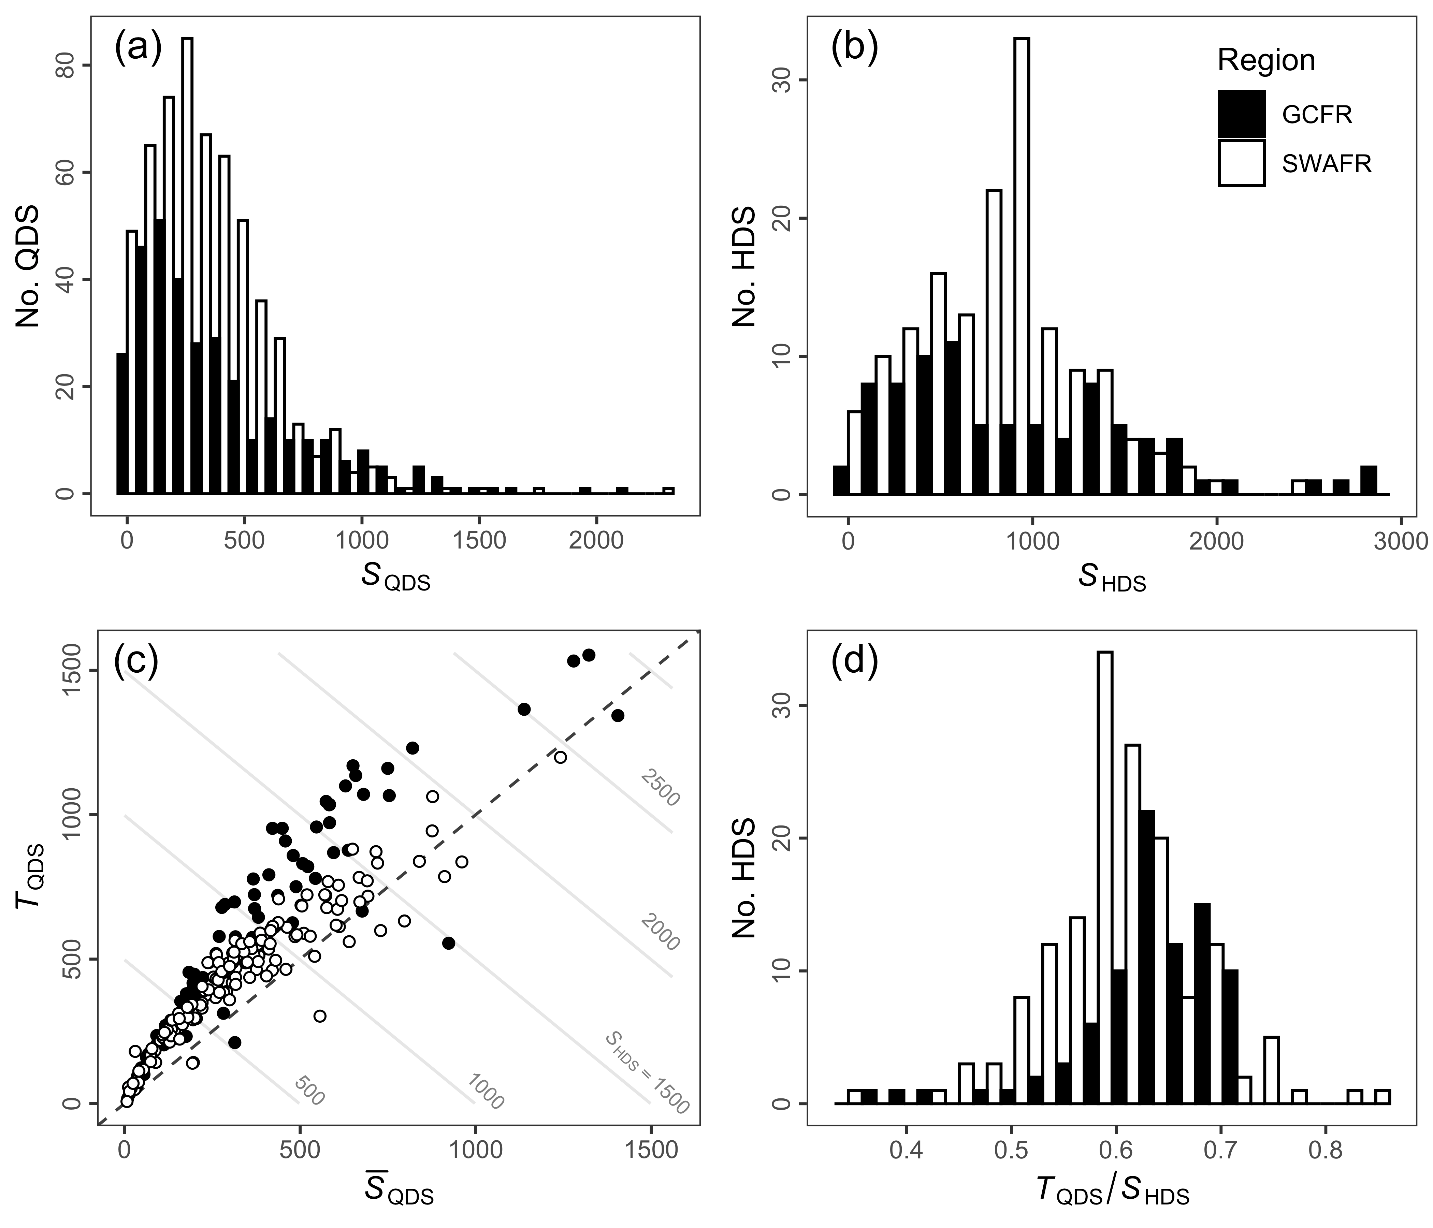 (a)
No. QDS
80
60
40
20
0
0 500 1000 1500 2000
S QDS
(b)
Region
GCFR
SWAFR
No. HDS
30
20
10
0
0 1000 2000 3000
S HDS
(c)
T QDS
1500
1000
500
0
2500
2000
S HDS = 1500
1000
500
0 500 1000 1500
S̅ QDS
(d)
No. HDS
30
20
10
0
0.4 0.5 0.6 0.7 0.8
T QDS / S HDS